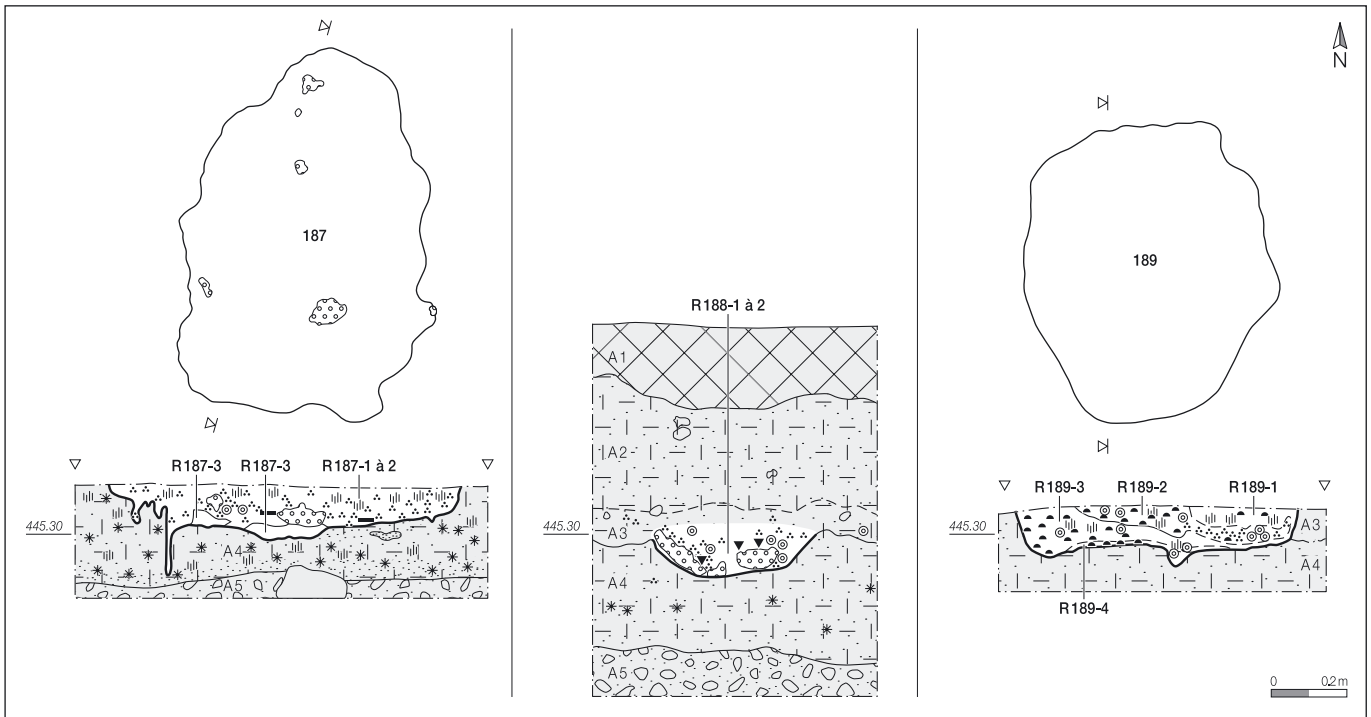 N
187
R187-3 R187-3 R187-1 à 2
445.30
A4
A5
R188-1 à 2
A1
A2
445.30
A3
A4
A5
189
R189-3 R189-2 R189-1
445.30
A3
A4
R189-4
0 0.2 m